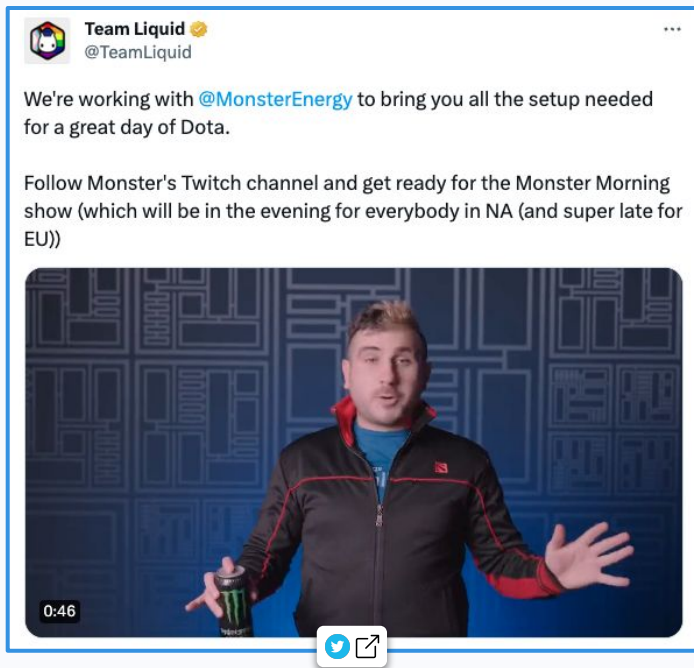 Team Liquid
@TeamLiquid
We're working with @MonsterEnergy to bring you all the setup needed
for a great day of Dota.
Follow Monster's Twitch channel and get ready for the Monster Morning
show (which will be in the evening for everybody in NA (and super late for
EU))
0:46